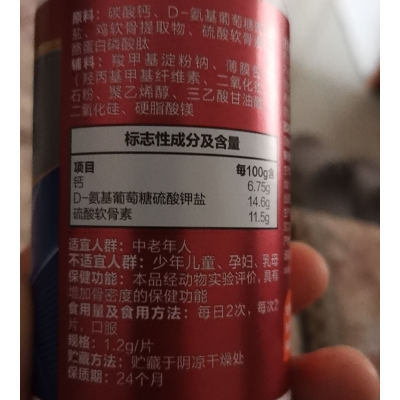 原料：碳酸钙、D-氨基葡萄糖
盐、鸡软骨提取物、硫酸软骨素
酪蛋白磷酸肽
辅料：羧甲基淀粉钠、薄膜包
（羟丙基甲基纤维素、二氧化钛
石粉、聚乙烯醇、三乙酸甘油酯
二氧化硅、硬脂酸镁
标志性成分及含量
项目 每100g含
钙 6.75g
D-氨基葡萄糖硫酸钾盐 14.6g
硫酸软骨素 11.5g
适宜人群：中老年人
不适宜人群：少年儿童、孕妇、乳母
保健功能：本品经动物实验评价，具有
增加骨密度的保健功能
食用量及食用方法：每日2次，每次2
片，口服
规格：1.2g/片
贮藏方法：贮藏于阴凉干燥处
保质期：24个月